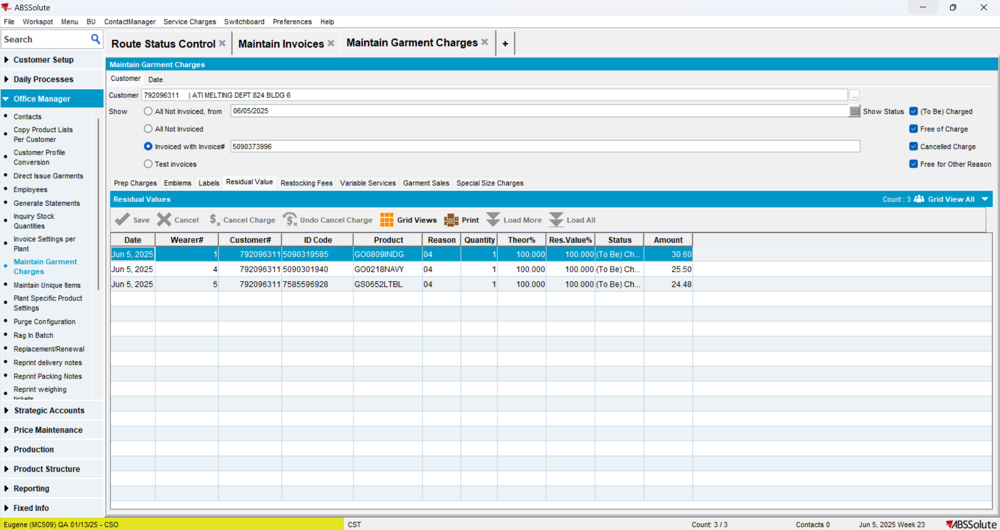 ABSSolute
File Workspot Menu BU ContactManager Service Charges Switchboard Preferences Help
Search
Route Status Control Maintain Invoices Maintain Garment Charges +
Customer Setup
Daily Processes
Office Manager
Contacts
Copy Product Lists
Per Customer
Customer Profile
Conversion
Direct Issue Garments
Employees
Generate Statements
Inquiry Stock
Quantities
Invoice Settings per
Plant
Maintain Garment
Charges
Maintain Unique Items
Plant Specific Product
Settings
Purge Configuration
Rag In Batch
Replacement/Renewal
Reprint delivery notes
Reprint Packing Notes
Reprint weighing
tickets
Strategic Accounts
Price Maintenance
Production
Product Structure
Reporting
Fixed Info
Maintain Garment Charges
Customer Date
Customer 792096311 | ATI MELTING DEPT 824 BLDG 6 ...
Show All Not Invoiced, from 06/05/2025 16 Show Status (To Be) Charged
All Not Invoiced Free of Charge
Invoiced with Invoice# 5090373996 Cancelled Charge
Test invoices Free for Other Reason
Prep Charges Emblems Labels Residual Value Restocking Fees Variable Services Garment Sales Special Size Charges
Residual Values Count : 3 Grid View All
Save Cancel Cancel Charge Undo Cancel Charge Grid Views Print Load More Load All
Date Wearer# Customer# ID Code Product Reason Quantity Theor% Res.Value% Status Amount
Jun 5, 2025 1 792096311 5090319585 GO0809INDG 04 1 100.000 100.000 (To Be) Ch... 30.60
Jun 5, 2025 4 792096311 5090301940 GO0218NAVY 04 1 100.000 100.000 (To Be) Ch... 25.50
Jun 5, 2025 5 792096311 7585596928 GS0652LTBL 04 1 100.000 100.000 (To Be) Ch... 24.48
Eugene (MC509) QA 01/13/25 - CSO CST Count: 3 / 3 Contacts 0 Jun 5, 2025 Week 23 ABSSolute